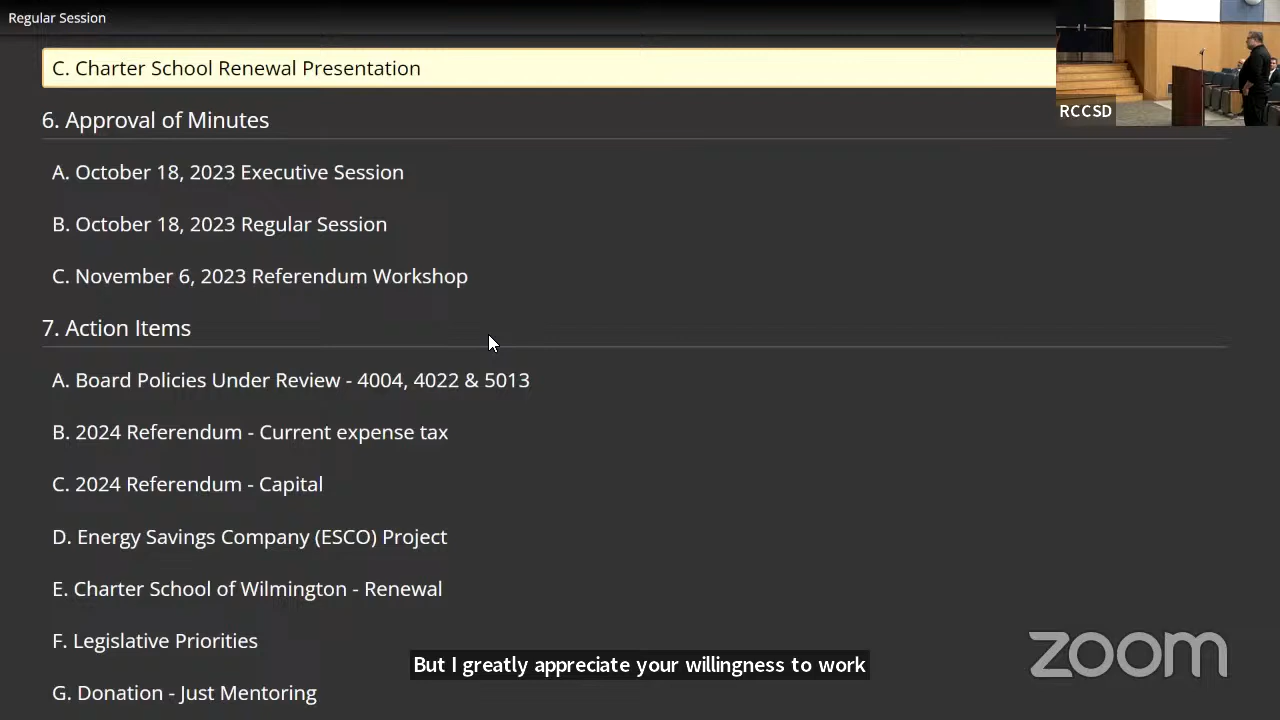 Regular Session
C. Charter School Renewal Presentation
RCCSD
6. Approval of Minutes
A. October 18, 2023 Executive Session
B. October 18, 2023 Regular Session
C. November 6, 2023 Referendum Workshop
7. Action Items
A. Board Policies Under Review - 4004, 4022 & 5013
B. 2024 Referendum - Current expense tax
C. 2024 Referendum - Capital
D. Energy Savings Company (ESCO) Project
E. Charter School of Wilmington - Renewal
F. Legislative Priorities
But I greatly appreciate your willingness to work
zoom
G. Donation - Just Mentoring